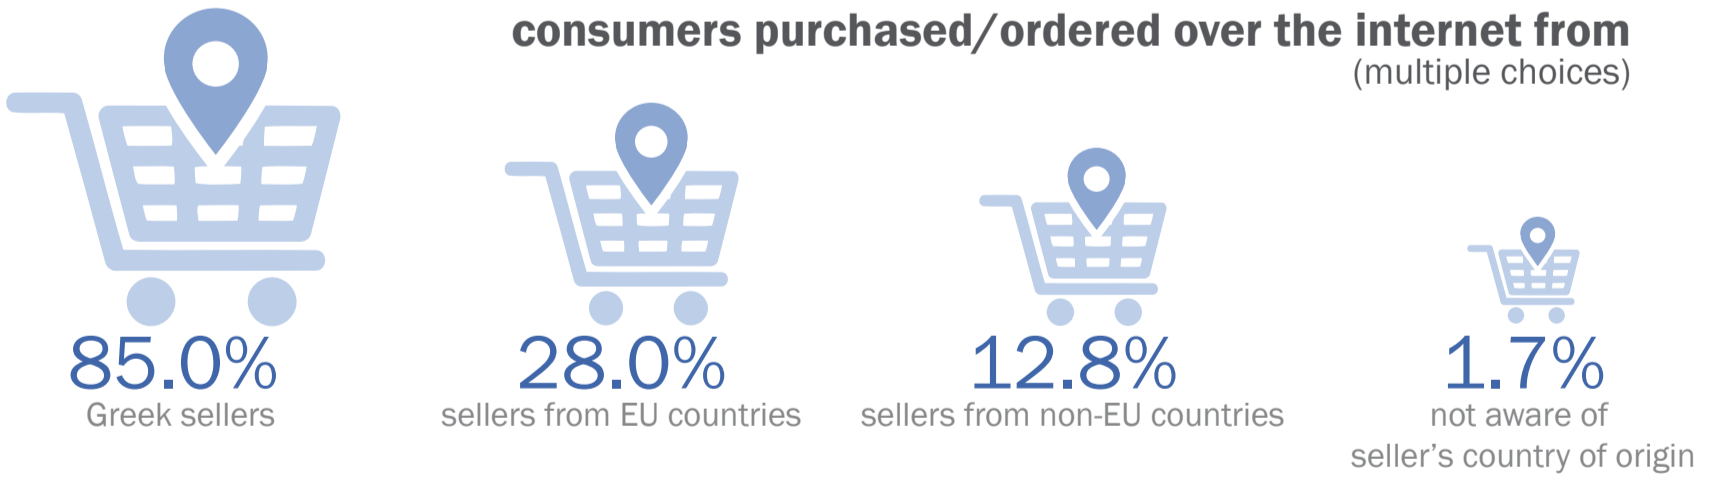 consumers purchased/ordered over the internet from
(multiple choices)
85.0%
Greek sellers
28.0%
sellers from EU countries
12.8%
sellers from non-EU countries
1.7%
not aware of
seller’s country of origin